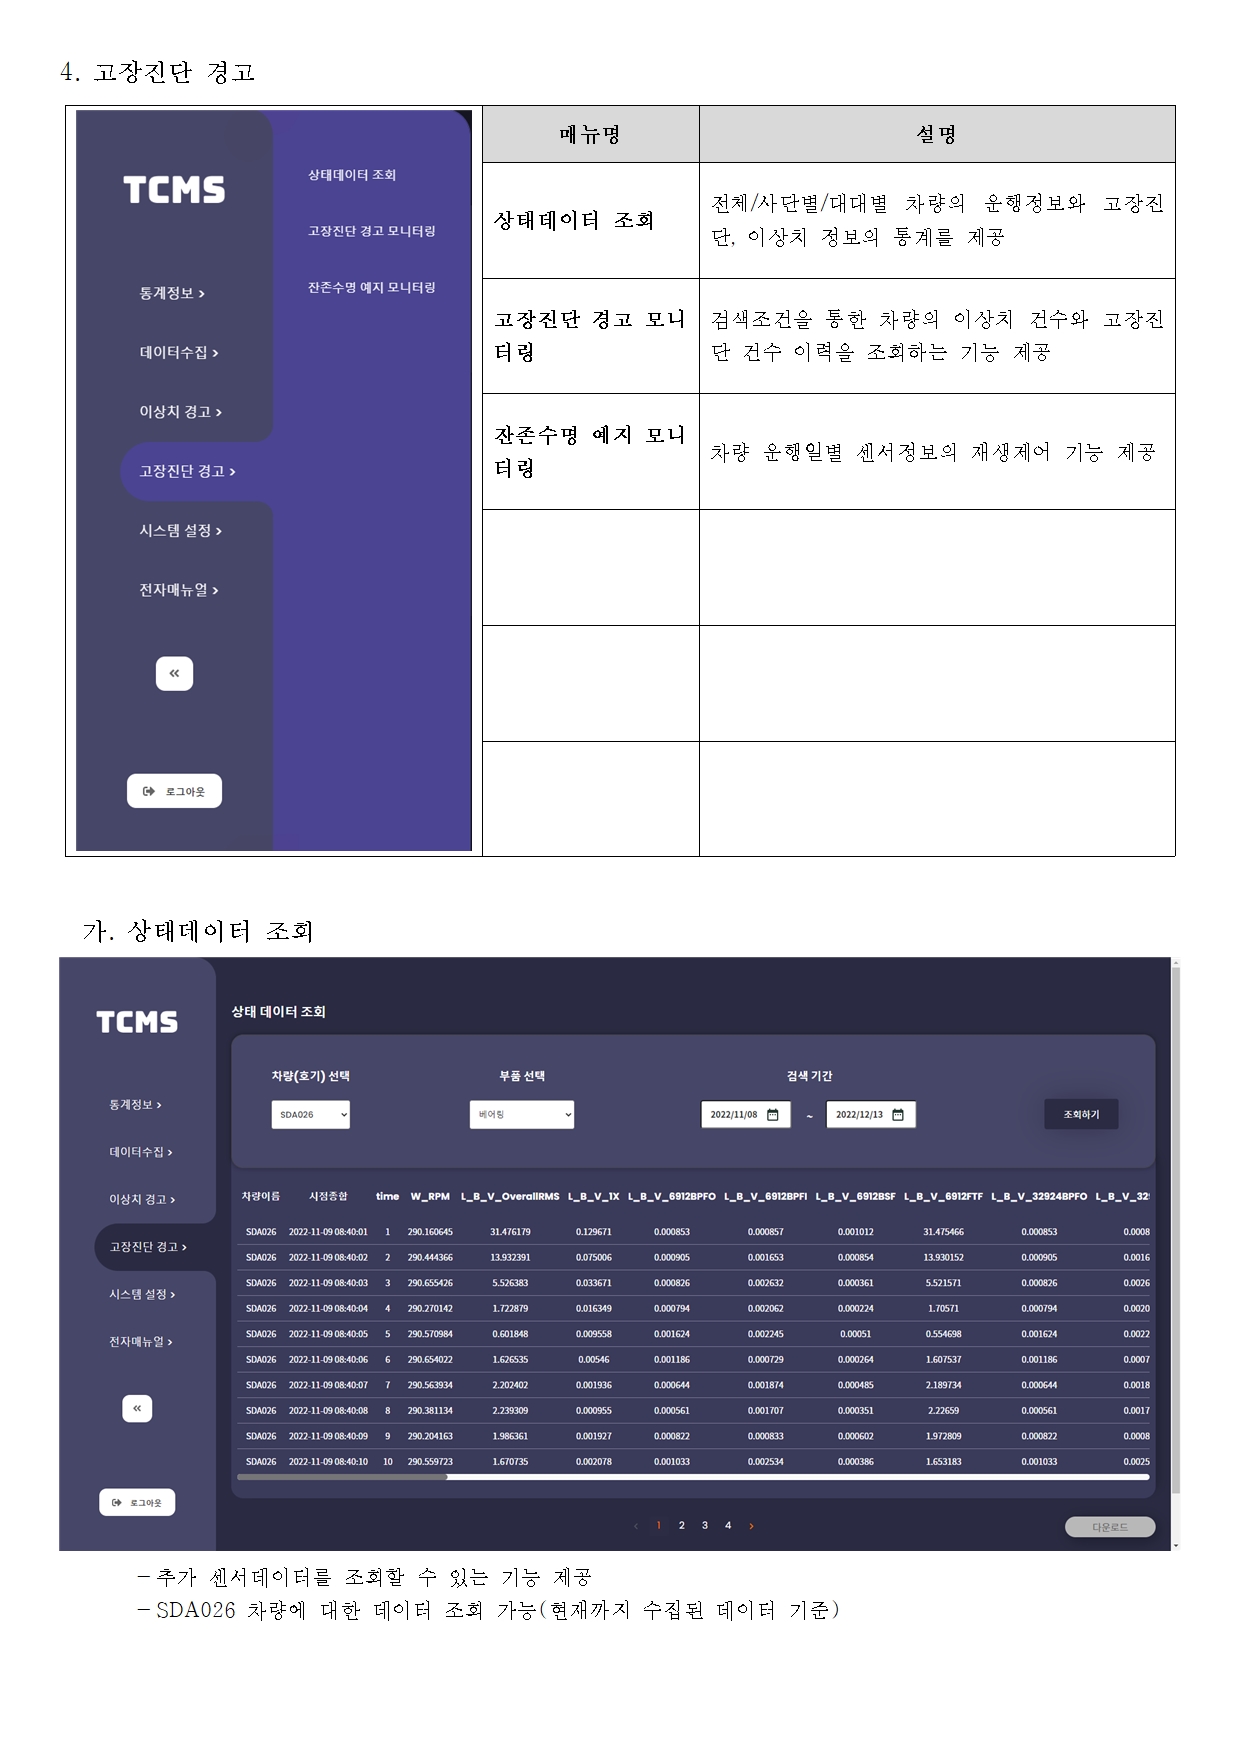 4. 고장진단 경고
TCMS
통계정보 >
데이터수집 >
이상치 경고 >
고장진단 경고 >
시스템 설정 >
전자매뉴얼 >
«
로그아웃
상태데이터 조회
고장진단 경고 모니터링
잔존수명 예지 모니터링
메뉴명 설명
상태데이터 조회
전체/사단별/대대별 차량의 운행정보와 고장진
단, 이상치 정보의 통계를 제공
고장진단 경고 모니
터링
검색조건을 통한 차량의 이상치 건수와 고장진
단 건수 이력을 조회하는 기능 제공
잔존수명 예지 모니
터링
차량 운행일별 센서정보의 재생제어 기능 제공
가. 상태데이터 조회
TCMS
통계정보 >
데이터수집 >
이상치 경고 >
고장진단 경고 >
시스템 설정 >
전자매뉴얼 >
«
로그아웃
상태 데이터 조회
차량(호기) 선택 부품 선택 검색 기간
SDA026 베어링 2022/11/08 ~ 2022/12/13 조회하기
차량이름 시정종합 time W_RPM L_B_V_OverallRMS L_B_V_1X L_B_V_6912BPFO L_B_V_6912BPFI L_B_V_6912BSF L_B_V_6912FTF L_B_V_32924BPFO L_B_V_329
SDA026 2022-11-09 08:40:01 1 290.160645 31.476179 0.129671 0.000853 0.000857 0.001012 31.475466 0.000853 0.0008
SDA026 2022-11-09 08:40:02 2 290.444366 13.932391 0.075006 0.000905 0.001653 0.000854 13.930152 0.000905 0.0016
SDA026 2022-11-09 08:40:03 3 290.655426 5.526383 0.033671 0.000826 0.002632 0.000361 5.521571 0.000826 0.0026
SDA026 2022-11-09 08:40:04 4 290.270142 1.722879 0.016349 0.000794 0.002062 0.000224 1.70571 0.000794 0.0020
SDA026 2022-11-09 08:40:05 5 290.570984 0.601848 0.009558 0.001624 0.002245 0.00051 0.554698 0.001624 0.0022
SDA026 2022-11-09 08:40:06 6 290.654022 1.626535 0.00546 0.001186 0.000729 0.000264 1.607537 0.001186 0.0007
SDA026 2022-11-09 08:40:07 7 290.563934 2.202402 0.001936 0.000644 0.001874 0.000485 2.189734 0.000644 0.0018
SDA026 2022-11-09 08:40:08 8 290.381134 2.239309 0.000955 0.000561 0.001707 0.000351 2.22659 0.000561 0.0017
SDA026 2022-11-09 08:40:09 9 290.204163 1.986361 0.001927 0.000822 0.000833 0.000602 1.972809 0.000822 0.0008
SDA026 2022-11-09 08:40:10 10 290.559723 1.670735 0.002078 0.001033 0.002534 0.000386 1.653183 0.001033 0.0025
< 1 2 3 4 >
다운로드
- 추가 센서데이터를 조회할 수 있는 기능 제공
- SDA026 차량에 대한 데이터 조회 가능(현재까지 수집된 데이터 기준)